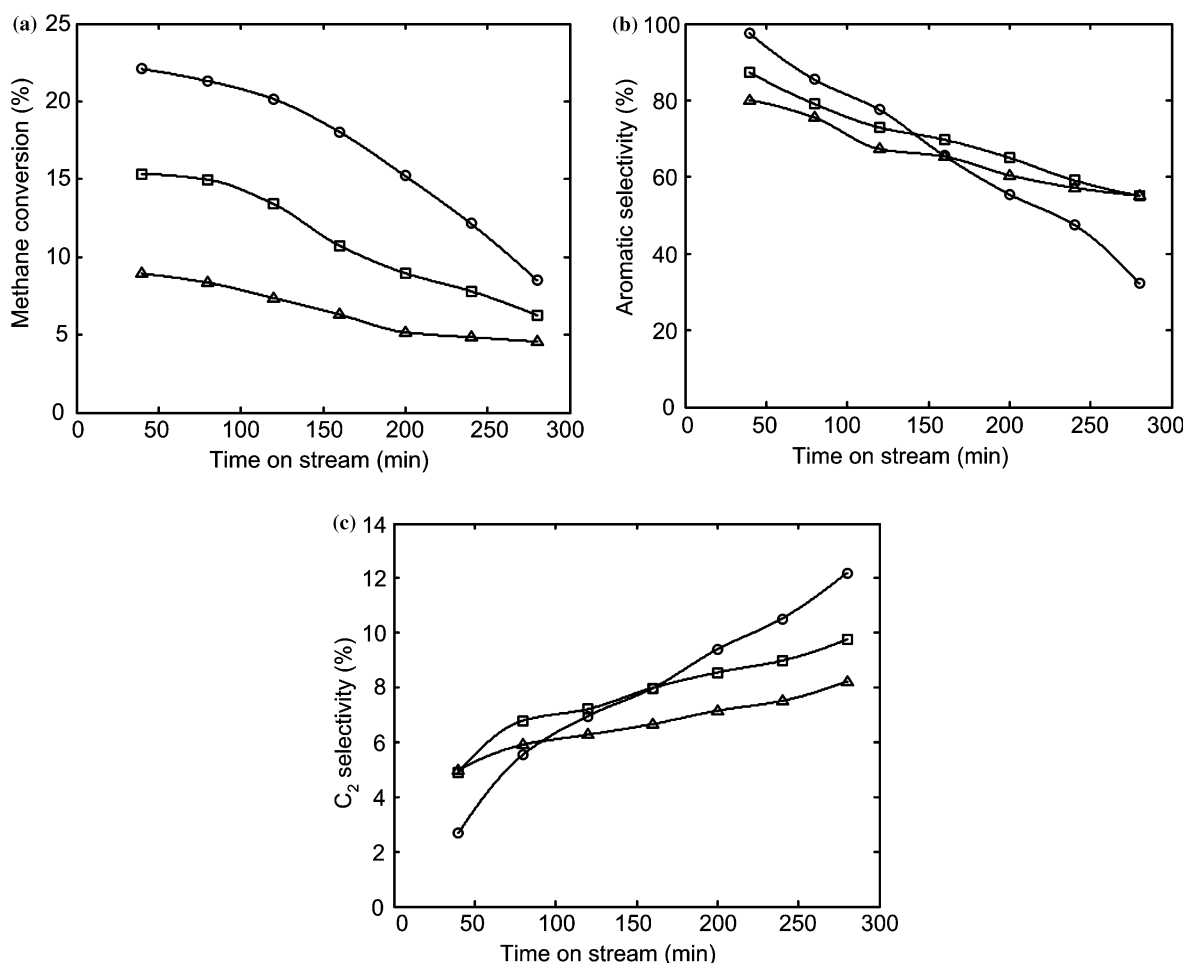 (a)
25
20
15
10
5
0
Methane conversion (%)
50 100 150 200 250 300
Time on stream (min)
(b)
100
80
60
40
20
0
Aromatic selectivity (%)
0 50 100 150 200 250 300
Time on stream (min)
(c)
14
12
10
8
6
4
2
0
C₂ selectivity (%)
0 50 100 150 200 250 300
Time on stream (min)